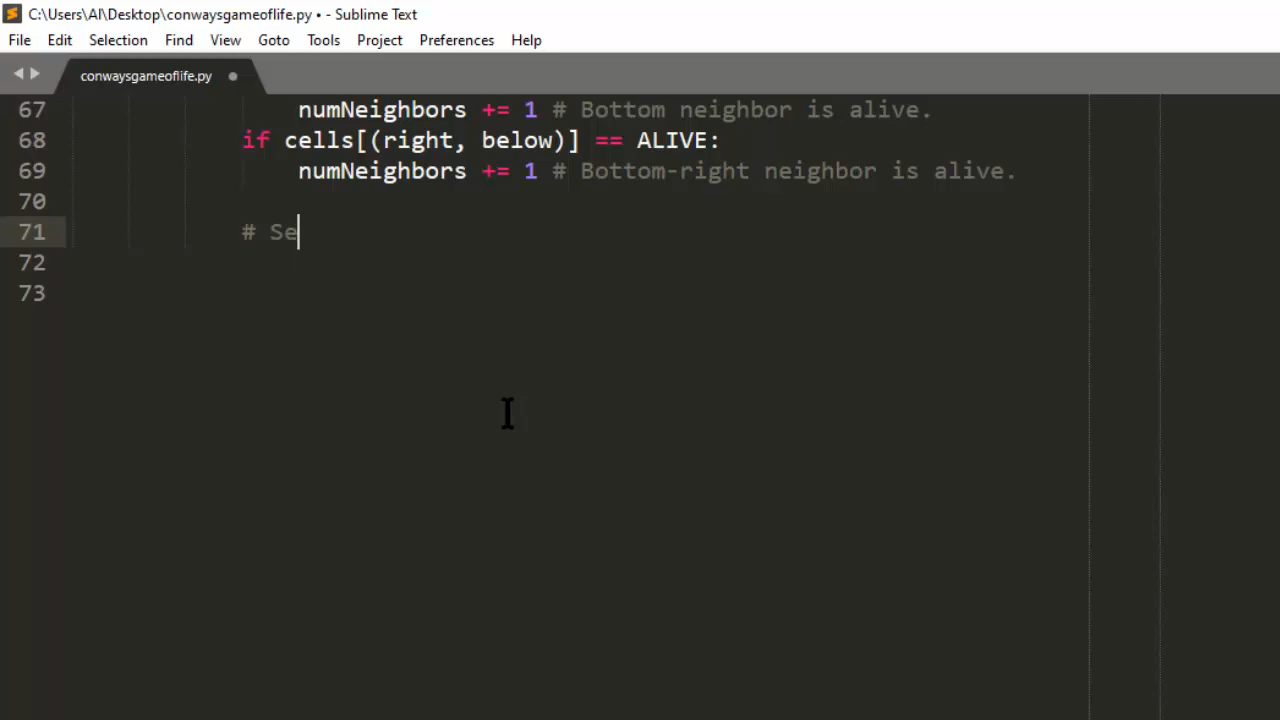 C:\Users\Al\Desktop\conwaysgameoflife.py • - Sublime Text
File Edit Selection Find View Goto Tools Project Preferences Help
conwaysgameoflife.py
67 numNeighbors += 1 # Bottom neighbor is alive.
68 if cells[(right, below)] == ALIVE:
69 numNeighbors += 1 # Bottom-right neighbor is alive.
70
71 # Se
72
73